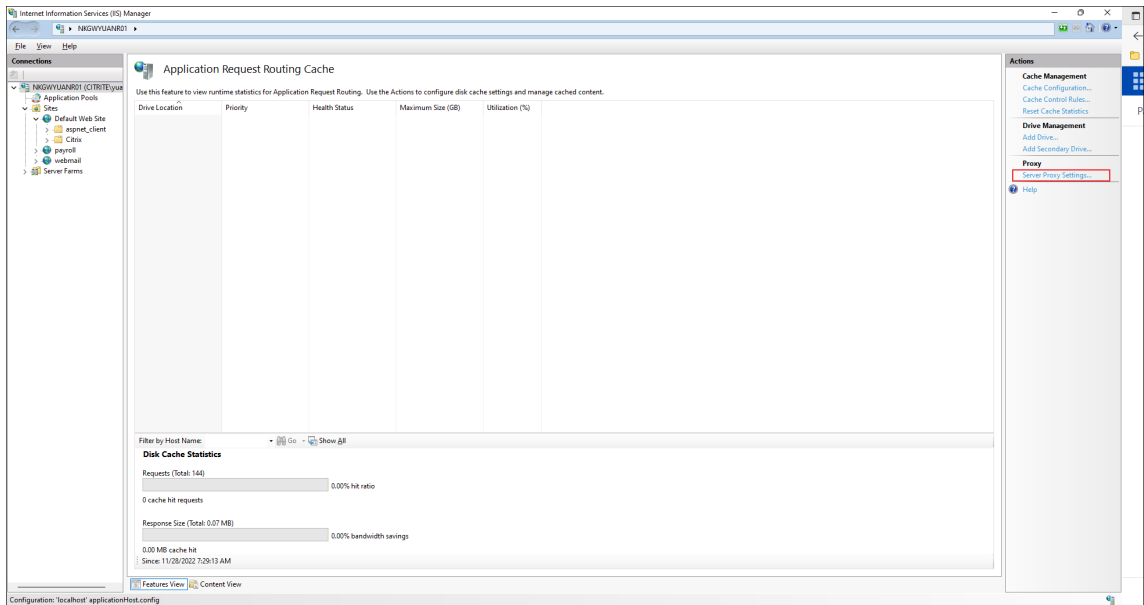 Internet Information Services (IIS) Manager
NKGWYUANR01
File View Help
Connections
NKGWYUANR01 (CITRITE\yua
Application Pools
Sites
Default Web Site
aspnet_client
Citrix
payroll
webmail
Server Farms
Application Request Routing Cache
Use this feature to view runtime statistics for Application Request Routing. Use the Actions to configure disk cache settings and manage cached content.
Drive Location Priority Health Status Maximum Size (GB) Utilization (%)
Filter by Host Name: Go Show All
Disk Cache Statistics
Requests (Total: 144)
0.00% hit ratio
0 cache hit requests
Response Size (Total: 0.07 MB)
0.00% bandwidth savings
0.00 MB cache hit
Since: 11/28/2022 7:29:13 AM
Features View Content View
Actions
Cache Management
Cache Configuration...
Cache Control Rules...
Reset Cache Statistics
Drive Management
Add Drive...
Add Secondary Drive...
Proxy
Server Proxy Settings...
Help
P
Configuration: 'localhost' applicationHost.config